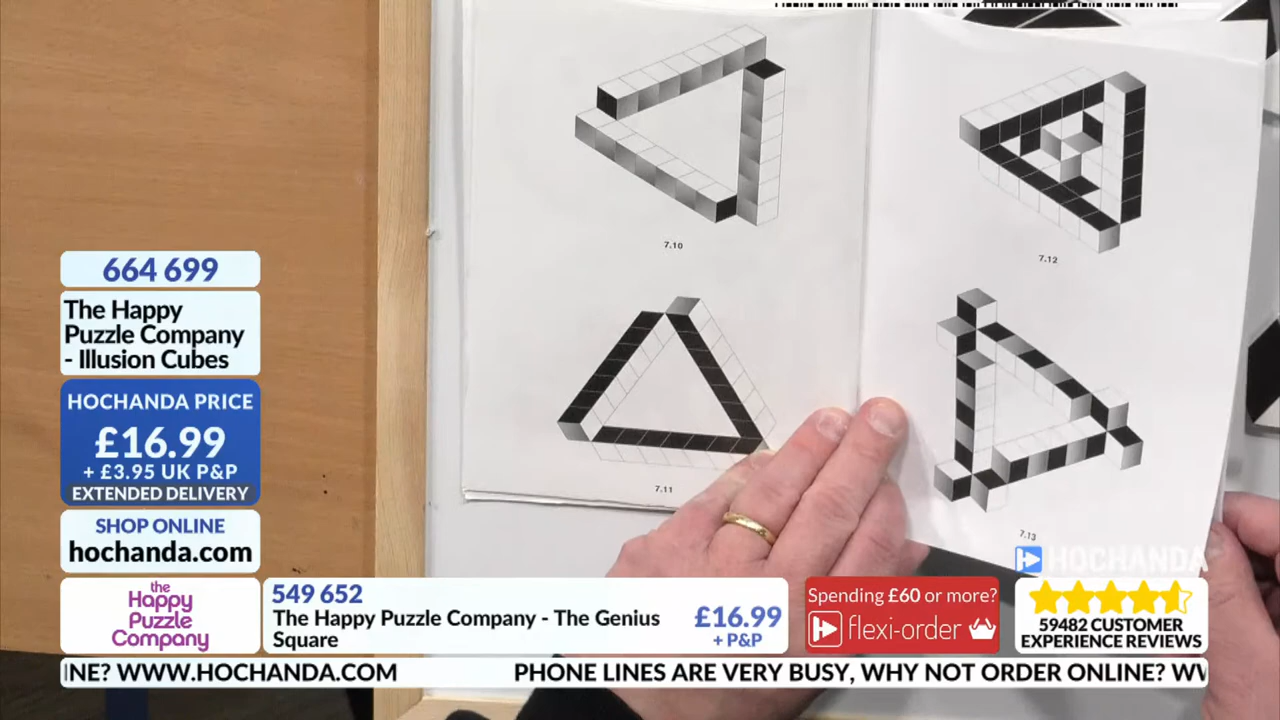 7.10
7.12
7.11
7.13
664 699
The Happy
Puzzle Company
- Illusion Cubes
HOCHANDA PRICE
£16.99
+ £3.95 UK P&P
EXTENDED DELIVERY
SHOP ONLINE
hochanda.com
HOCHANDA
the
Happy
Puzzle
Company
549 652
The Happy Puzzle Company - The Genius
Square
£16.99
+ P&P
Spending £60 or more?
flexi-order
59482 CUSTOMER
EXPERIENCE REVIEWS
INE? WWW.HOCHANDA.COM PHONE LINES ARE VERY BUSY, WHY NOT ORDER ONLINE? WW